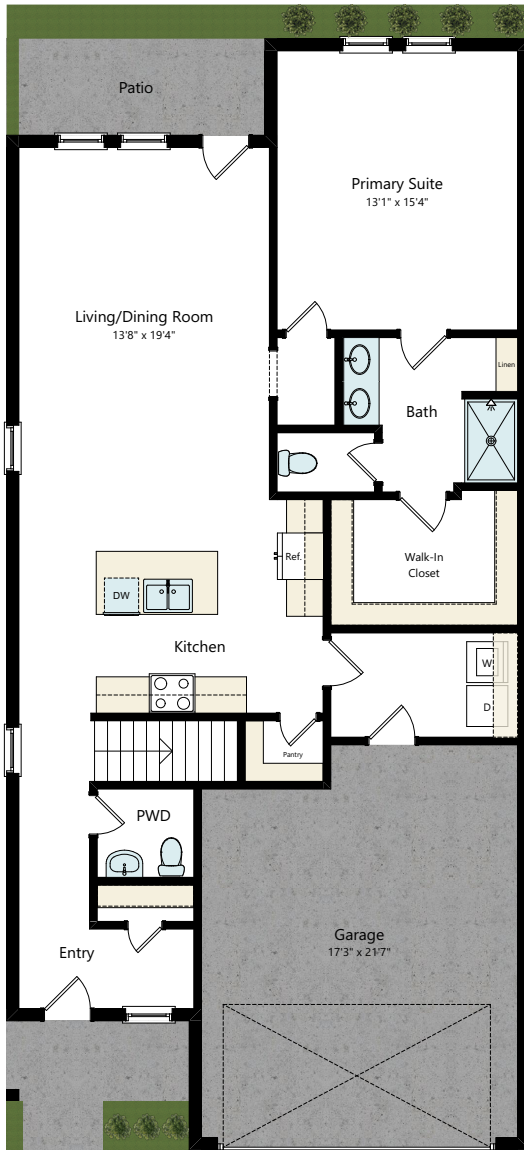 Patio
Primary Suite
13'1" x 15'4"
Living/Dining Room
13'8" x 19'4"
Linen
Bath
Ref.
Walk-In
Closet
DW
Kitchen
W
D
Pantry
PWD
Garage
17'3" x 21'7"
Entry